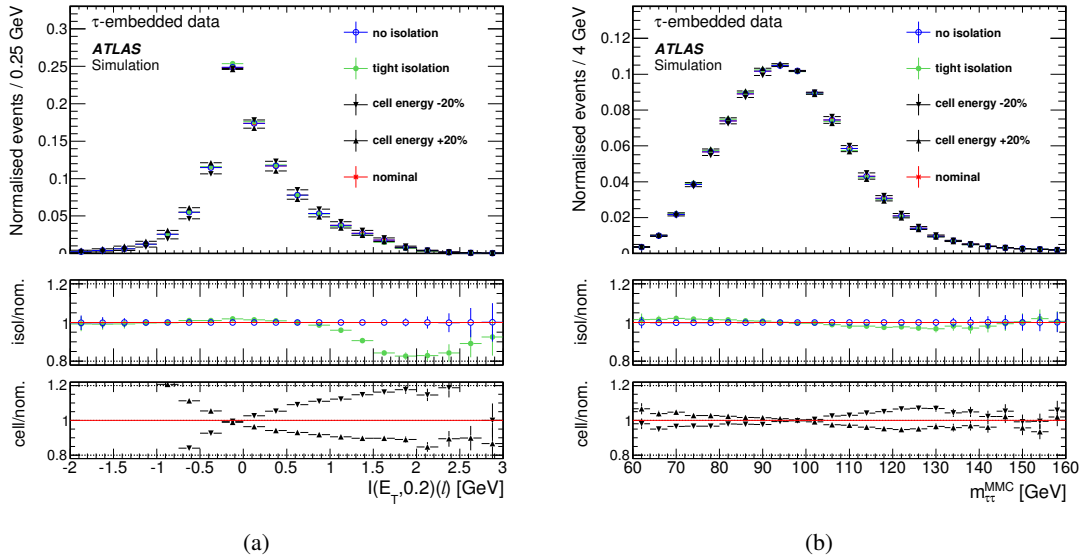 τ-embedded data
ATLAS
Simulation
no isolation
tight isolation
cell energy -20%
cell energy +20%
nominal
Normalised events / 0.25 GeV
0.3
0.25
0.2
0.15
0.1
0.05
0
isol/nom.
1.2
1
0.8
cell/nom.
1.2
1
0.8
-2 -1.5 -1 -0.5 0 0.5 1 1.5 2 2.5 3
I(E_T,0.2)(l) [GeV]
(a)
τ-embedded data
ATLAS
Simulation
no isolation
tight isolation
cell energy -20%
cell energy +20%
nominal
Normalised events / 4 GeV
0.12
0.1
0.08
0.06
0.04
0.02
0
isol/nom.
1.2
1
0.8
cell/nom.
1.2
1
0.8
60 70 80 90 100 110 120 130 140 150 160
m_ττ^MMC [GeV]
(b)